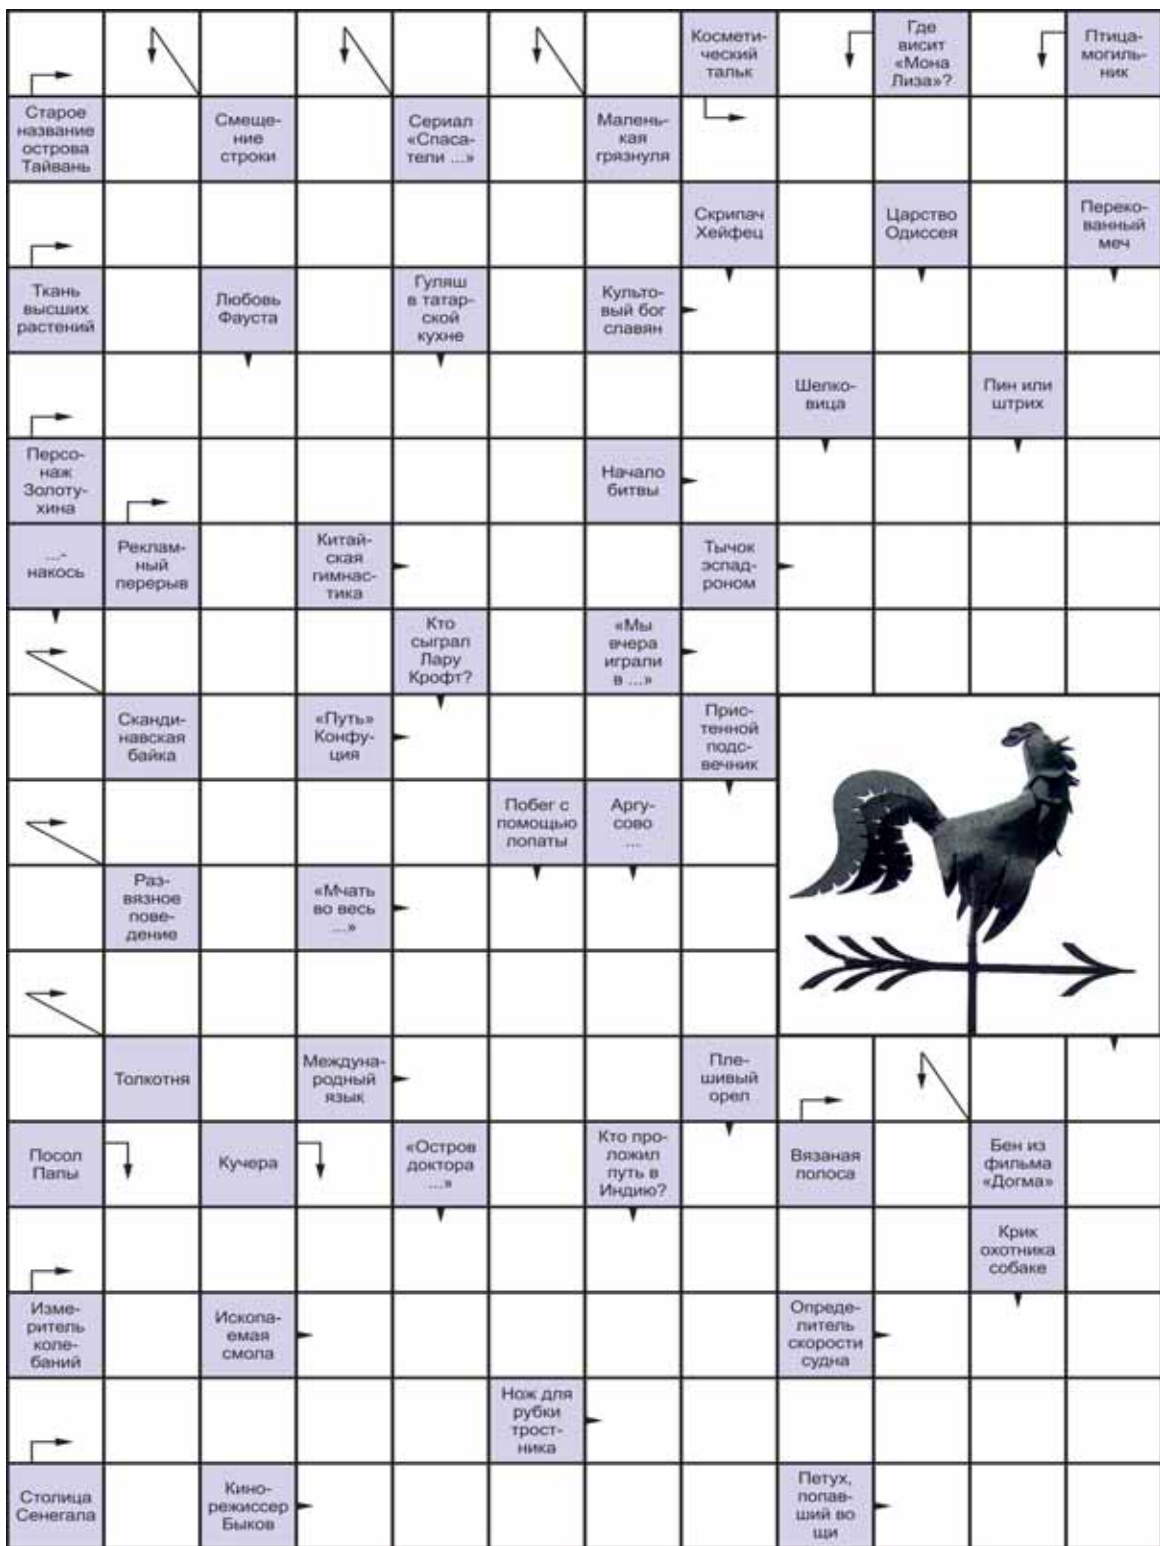 Космети-
ческий
тальк
Где
висит
«Мона
Лиза»?
Птица-
могиль-
ник
Старое
название
острова
Тайвань
Смеще-
ние
строки
Сериал
«Спаса-
тели ...»
Малень-
кая
грязнуля
Скрипач
Хейфец
Царство
Одиссея
Переко-
ванный
меч
Ткань
высших
растений
Любовь
Фауста
Гуляш
в татар-
ской
кухне
Культо-
вый бог
славян
Шелко-
вица
Пин или
штрих
Персо-
наж
Золоту-
хина
Начало
битвы
...-
накось
Реклам-
ный
перерыв
Китай-
ская
гимнас-
тика
Тычок
эспад-
роном
Кто
сыграл
Лару
Крофт?
«Мы
вчера
играли
в ...»
Сканди-
навская
байка
«Путь»
Конфу-
ция
Прис-
тенной
подс-
вечник
Побег с
помощью
лопаты
Аргу-
сово
...
Раз-
вязное
пове-
дение
«Мчать
во весь
...»
Толкотня
Междуна-
родный
язык
Пле-
шивый
орел
Посол
Папы
Кучера
«Остров
доктора
...»
Кто про-
ложил
путь в
Индию?
Вязаная
полоса
Бен из
фильма
«Догма»
Крик
охотника
собаке
Изме-
ритель
коле-
баний
Ископа-
емая
смола
Опреде-
литель
скорости
судна
Нож для
рубки
трост-
ника
Столица
Сенегала
Кино-
режиссер
Быков
Петух,
попав-
ший во
щи